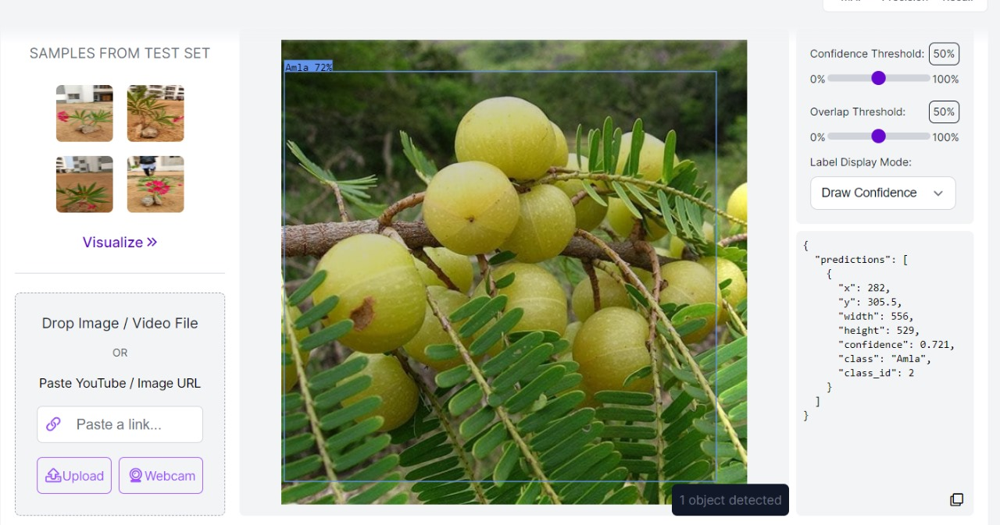 SAMPLES FROM TEST SET
Visualize
Drop Image / Video File
OR
Paste YouTube / Image URL
Paste a link...
Upload
Webcam
Amla 72%
1 object detected
Confidence Threshold: 50%
0% 100%
Overlap Threshold: 50%
0% 100%
Label Display Mode:
Draw Confidence
{
"predictions": [
{
"x": 282,
"y": 305.5,
"width": 556,
"height": 529,
"confidence": 0.721,
"class": "Amla",
"class_id": 2
}
]
}